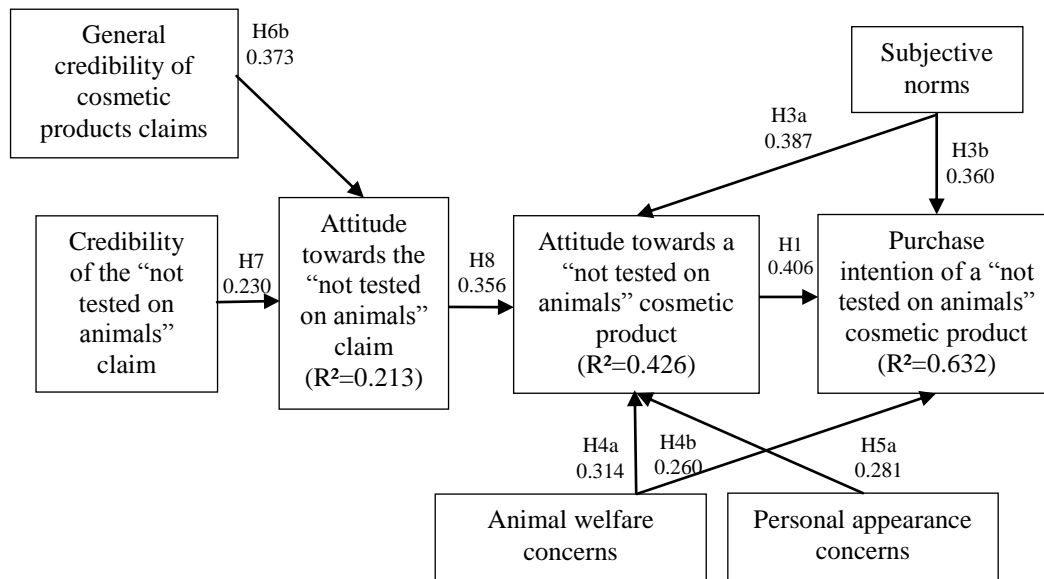 General
credibility of
cosmetic
products claims
H6b
0.373
Subjective
norms
H3a
0.387
H3b
0.360
Credibility
of the “not
tested on
animals”
claim
H7
0.230
Attitude
towards the
“not tested
on animals”
claim
(R²=0.213)
H8
0.356
Attitude towards a
“not tested on
animals” cosmetic
product
(R²=0.426)
H1
0.406
Purchase
intention of a “not
tested on animals”
cosmetic product
(R²=0.632)
H4a
0.314
H4b
0.260
H5a
0.281
Animal welfare
concerns
Personal appearance
concerns